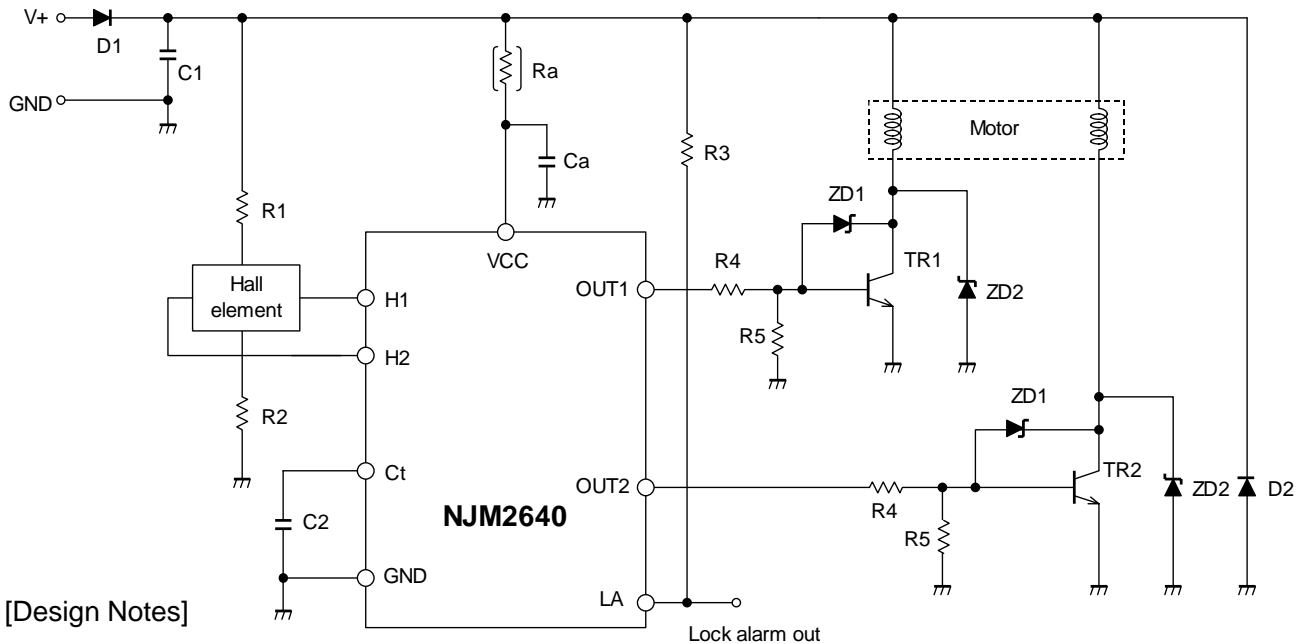 V+
D1
C1
GND
Ra
Ca
R3
Motor
R1
Hall
element
R2
VCC
H1
H2
Ct
C2
GND
NJM2640
OUT1
OUT2
LA
R4
R5
ZD1
TR1
ZD2
R4
R5
ZD1
TR2
ZD2
D2
Lock alarm out
[Design Notes]